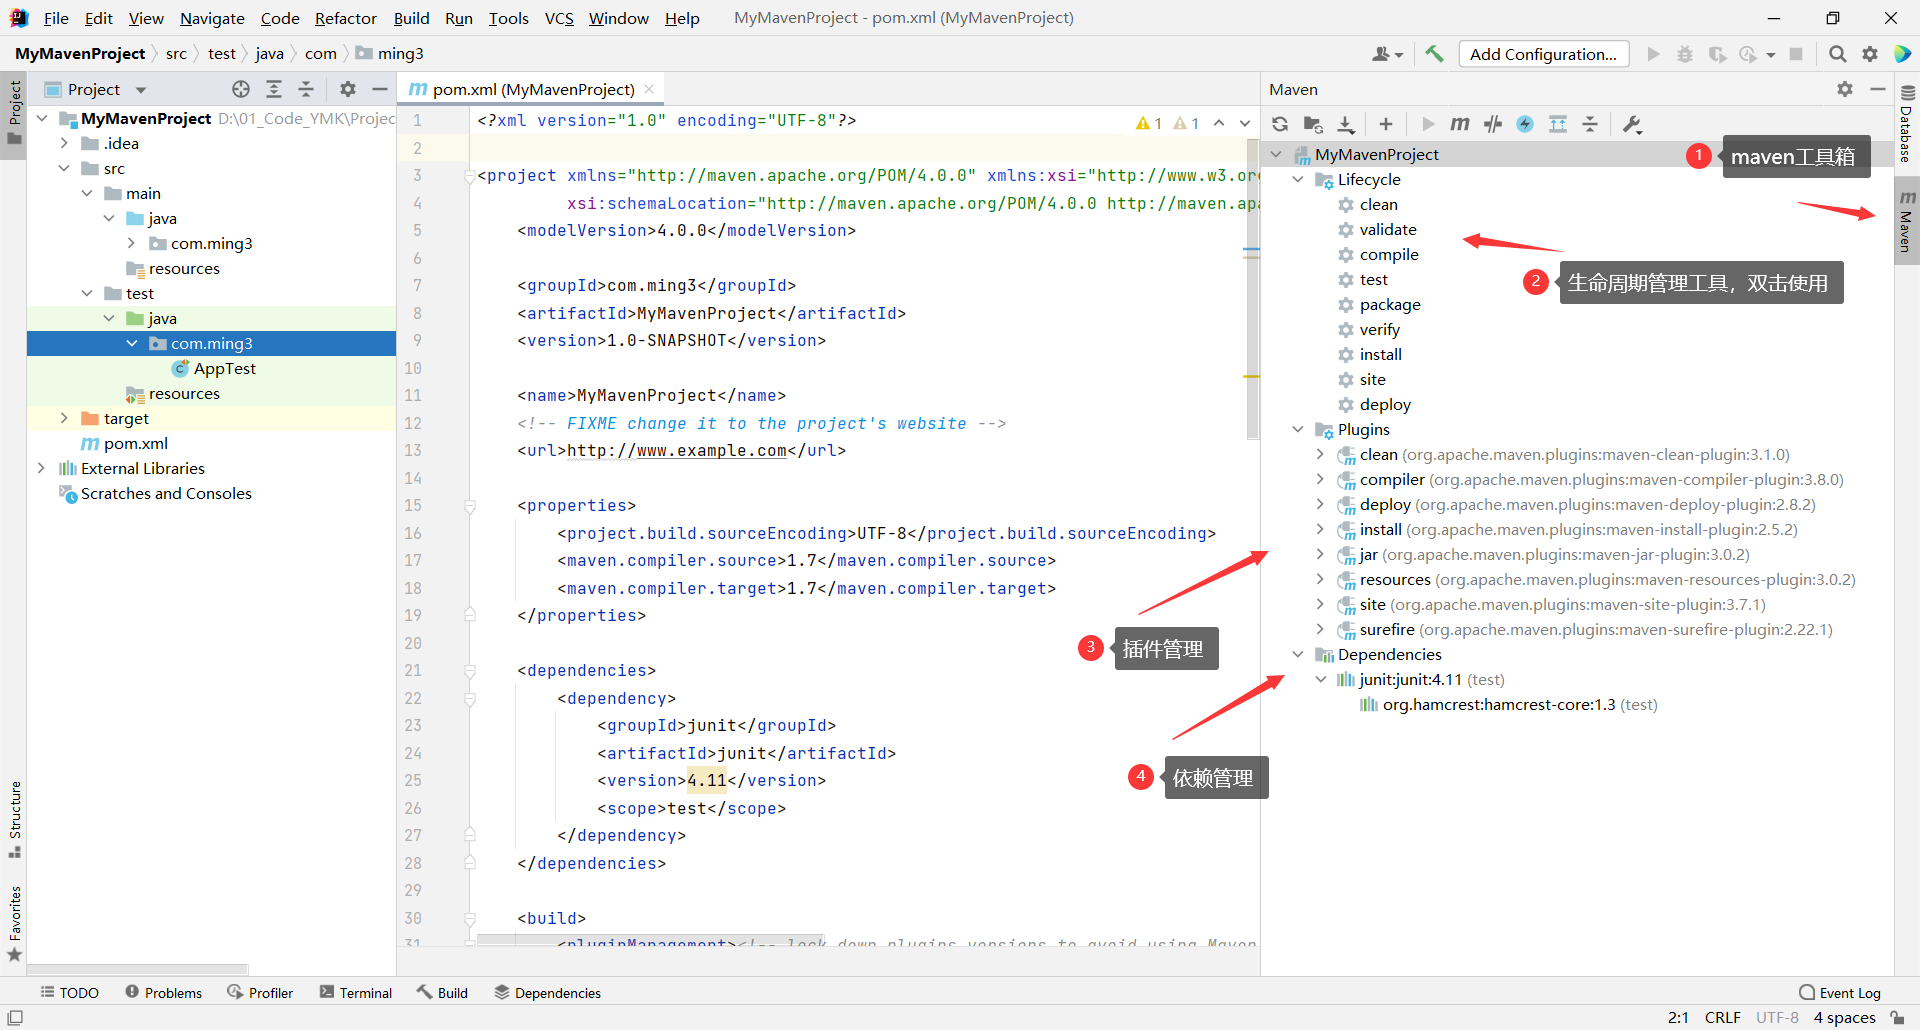 File Edit View Navigate Code Refactor Build Run Tools VCS Window Help MyMavenProject - pom.xml (MyMavenProject)
MyMavenProject src test java com ming3
Add Configuration...
Project
Project
MyMavenProject D:\01_Code_YMK\Projec
.idea
src
main
java
com.ming3
resources
test
java
com.ming3
AppTest
resources
target
pom.xml
External Libraries
Scratches and Consoles
Structure
Favorites
pom.xml (MyMavenProject)
1 1
1 <?xml version="1.0" encoding="UTF-8"?>
2
3 <project xmlns="http://maven.apache.org/POM/4.0.0" xmlns:xsi="http://www.w3.org
4 xsi:schemaLocation="http://maven.apache.org/POM/4.0.0 http://maven.apa
5 <modelVersion>4.0.0</modelVersion>
6
7 <groupId>com.ming3</groupId>
8 <artifactId>MyMavenProject</artifactId>
9 <version>1.0-SNAPSHOT</version>
10
11 <name>MyMavenProject</name>
12 <!-- FIXME change it to the project's website -->
13 <url>http://www.example.com</url>
14
15 <properties>
16 <project.build.sourceEncoding>UTF-8</project.build.sourceEncoding>
17 <maven.compiler.source>1.7</maven.compiler.source>
18 <maven.compiler.target>1.7</maven.compiler.target>
19 </properties>
20
21 <dependencies>
22 <dependency>
23 <groupId>junit</groupId>
24 <artifactId>junit</artifactId>
25 <version>4.11</version>
26 <scope>test</scope>
27 </dependency>
28 </dependencies>
29
30 <build>
31 <pluginManagement><!-- lock down plugins versions to avoid using Maven
Maven
MyMavenProject
Lifecycle
clean
validate
compile
test
package
verify
install
site
deploy
Plugins
clean (org.apache.maven.plugins:maven-clean-plugin:3.1.0)
compiler (org.apache.maven.plugins:maven-compiler-plugin:3.8.0)
deploy (org.apache.maven.plugins:maven-deploy-plugin:2.8.2)
install (org.apache.maven.plugins:maven-install-plugin:2.5.2)
jar (org.apache.maven.plugins:maven-jar-plugin:3.0.2)
resources (org.apache.maven.plugins:maven-resources-plugin:3.0.2)
site (org.apache.maven.plugins:maven-site-plugin:3.7.1)
surefire (org.apache.maven.plugins:maven-surefire-plugin:2.22.1)
Dependencies
junit:junit:4.11 (test)
org.hamcrest:hamcrest-core:1.3 (test)
1 maven工具箱
2 生命周期管理工具，双击使用
3 插件管理
4 依赖管理
Database
Maven
TODO Problems Profiler Terminal Build Dependencies Event Log
2:1 CRLF UTF-8 4 spaces